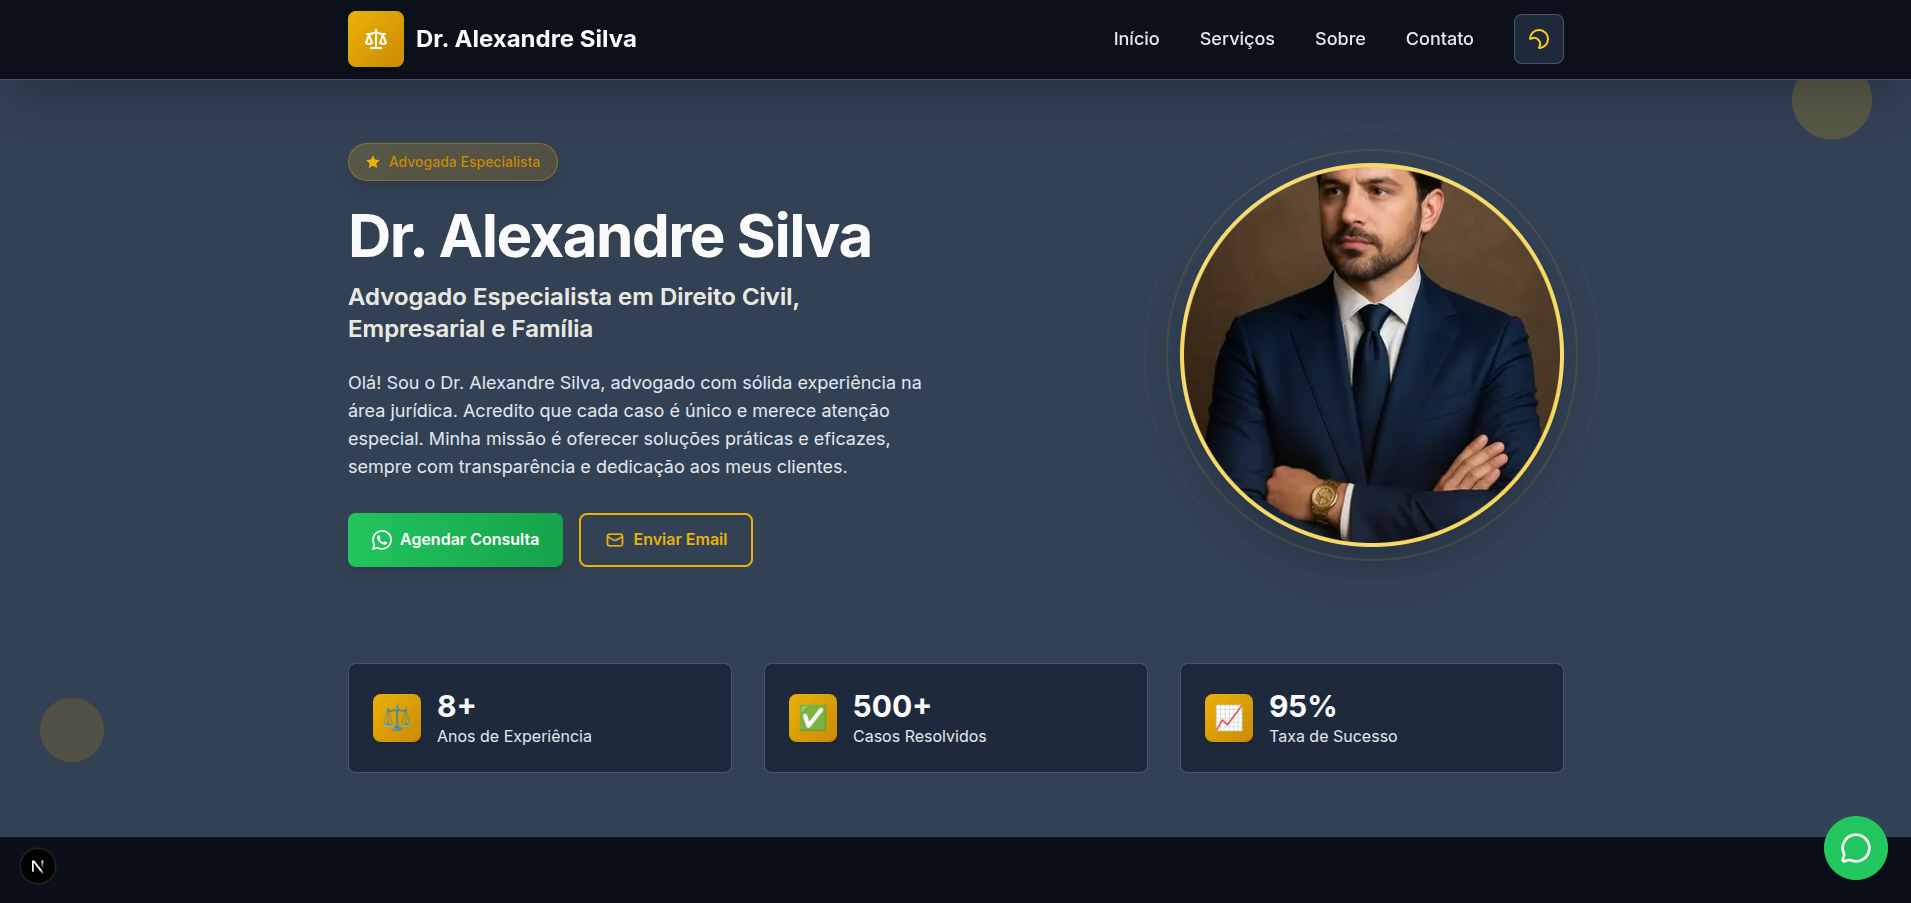 Dr. Alexandre Silva
Início
Serviços
Sobre
Contato
Advogada Especialista
Dr. Alexandre Silva
Advogado Especialista em Direito Civil,
Empresarial e Família
Olá! Sou o Dr. Alexandre Silva, advogado com sólida experiência na
área jurídica. Acredito que cada caso é único e merece atenção
especial. Minha missão é oferecer soluções práticas e eficazes,
sempre com transparência e dedicação aos meus clientes.
Agendar Consulta
Enviar Email
8+
Anos de Experiência
500+
Casos Resolvidos
95%
Taxa de Sucesso
N